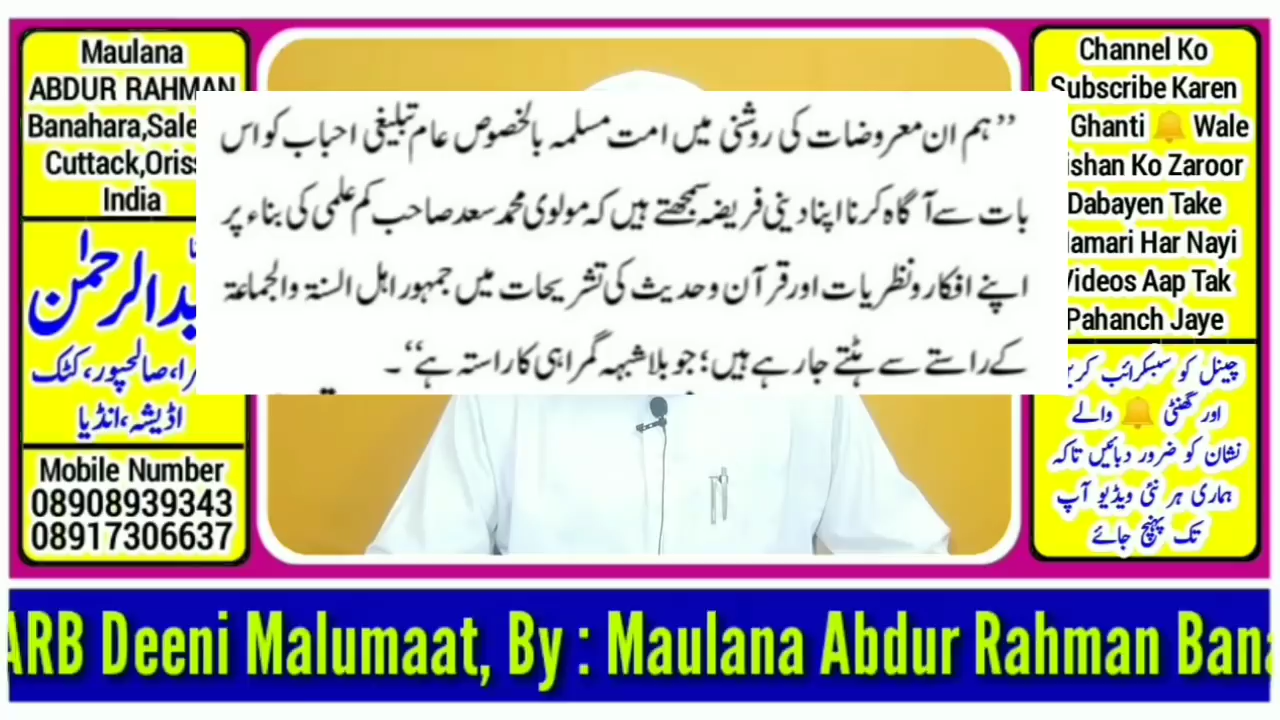 Maulana
ABDUR RAHMAN
Banahara,Sale
Cuttack,Oriss
India
عبدالرحمٰن
صالحپور، کٹک
اڈیشہ، انڈیا
Mobile Number
08908939343
08917306637
’’ہم ان معروضات کی روشنی میں امت مسلمہ بالخصوص عام تبلیغی احباب کو اس
بات سے آگاہ کرنا اپنا دینی فریضہ سمجھتے ہیں کہ مولوی محمد سعد صاحب کم علمی کی بناء پر
اپنے افکار و نظریات اور قرآن و حدیث کی تشریحات میں جمہور اہل السنۃ والجماعۃ
کے راستے سے ہٹتے جارہے ہیں؛ جو بلا شبہہ گمراہی کا راستہ ہے‘‘۔
Channel Ko
Subscribe Karen
Ghanti 🔔 Wale
ishan Ko Zaroor
Dabayen Take
Hamari Har Nayi
Videos Aap Tak
Pahanch Jaye
چینل کو سبسکرائب کریں
اور گھنٹی 🔔 والے
نشان کو ضرور دبائیں تاکہ
ہماری ہر نئی ویڈیو آپ
تک پہنچ جائے
ARB Deeni Malumaat, By : Maulana Abdur Rahman Bana